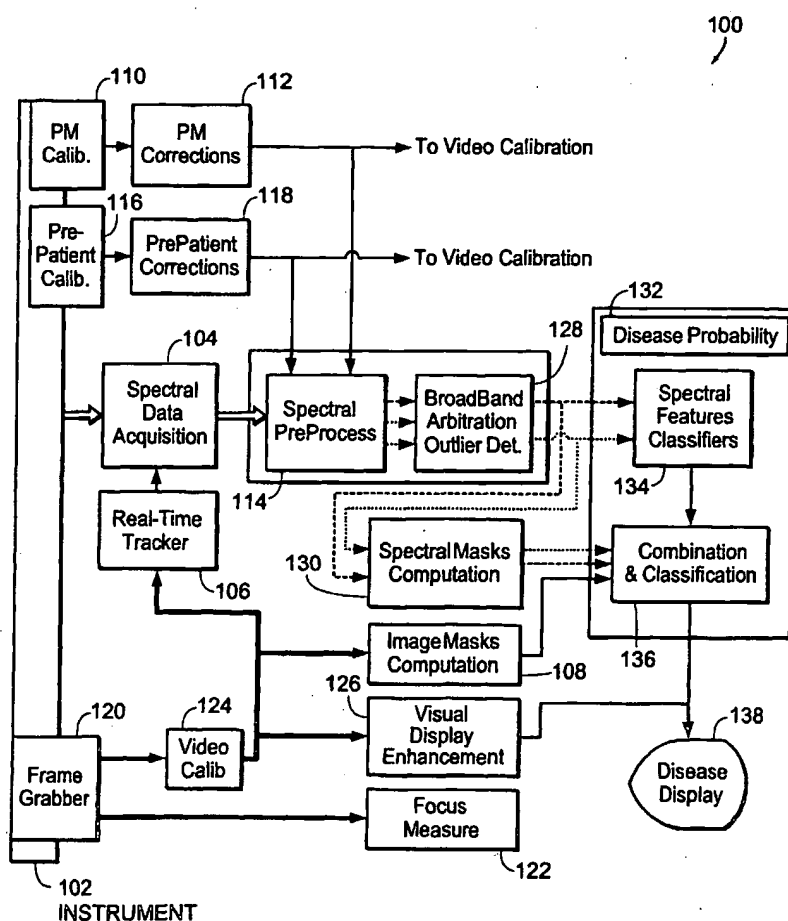 100
110
112
PM
Calib.
PM
Corrections
To Video Calibration
116
118
Pre-
Patient
Calib.
PrePatient
Corrections
To Video Calibration
132
Disease Probability
104
128
Spectral
Data
Acquisition
Spectral
PreProcess
BroadBand
Arbitration
Outlier Det.
Spectral
Features
Classifiers
114
134
Real-Time
Tracker
106
130
Spectral Masks
Computation
Combination
& Classification
136
Image Masks
Computation
108
120
124
126
138
Frame
Grabber
Video
Calib
Visual
Display
Enhancement
Disease
Display
Focus
Measure
122
102
INSTRUMENT